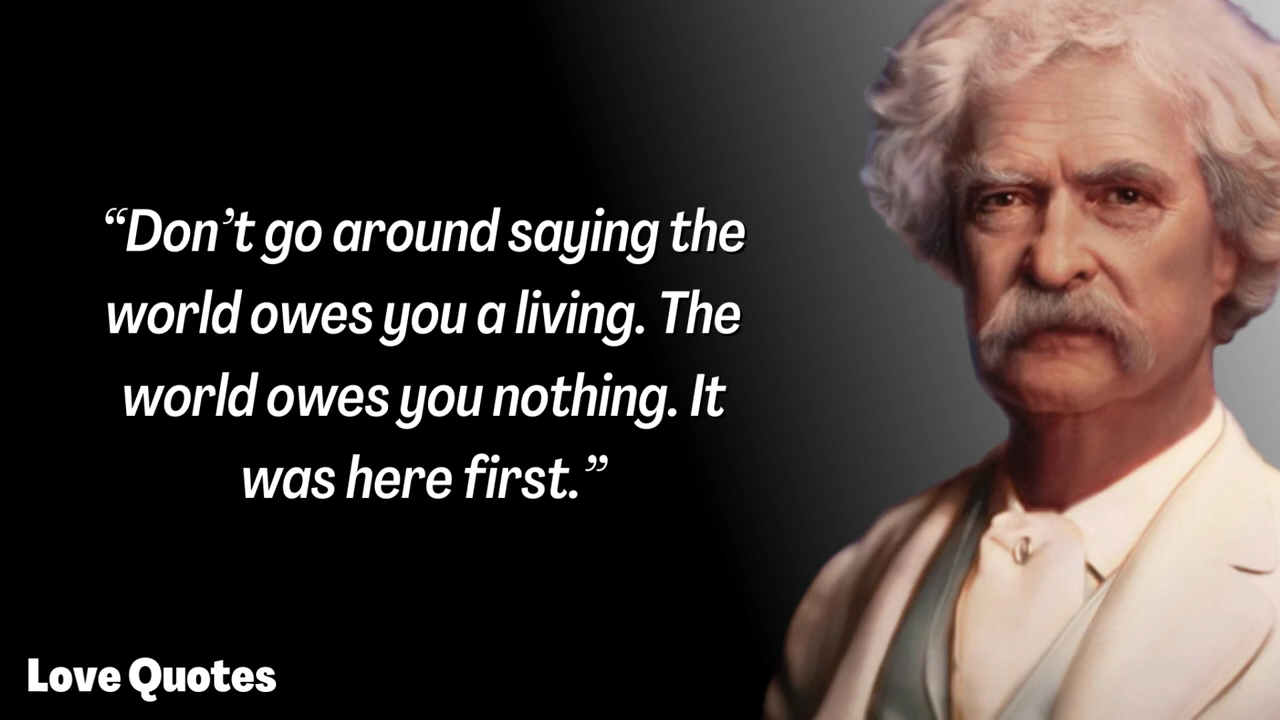 “Don’t go around saying the
world owes you a living. The
world owes you nothing. It
was here first.”
Love Quotes